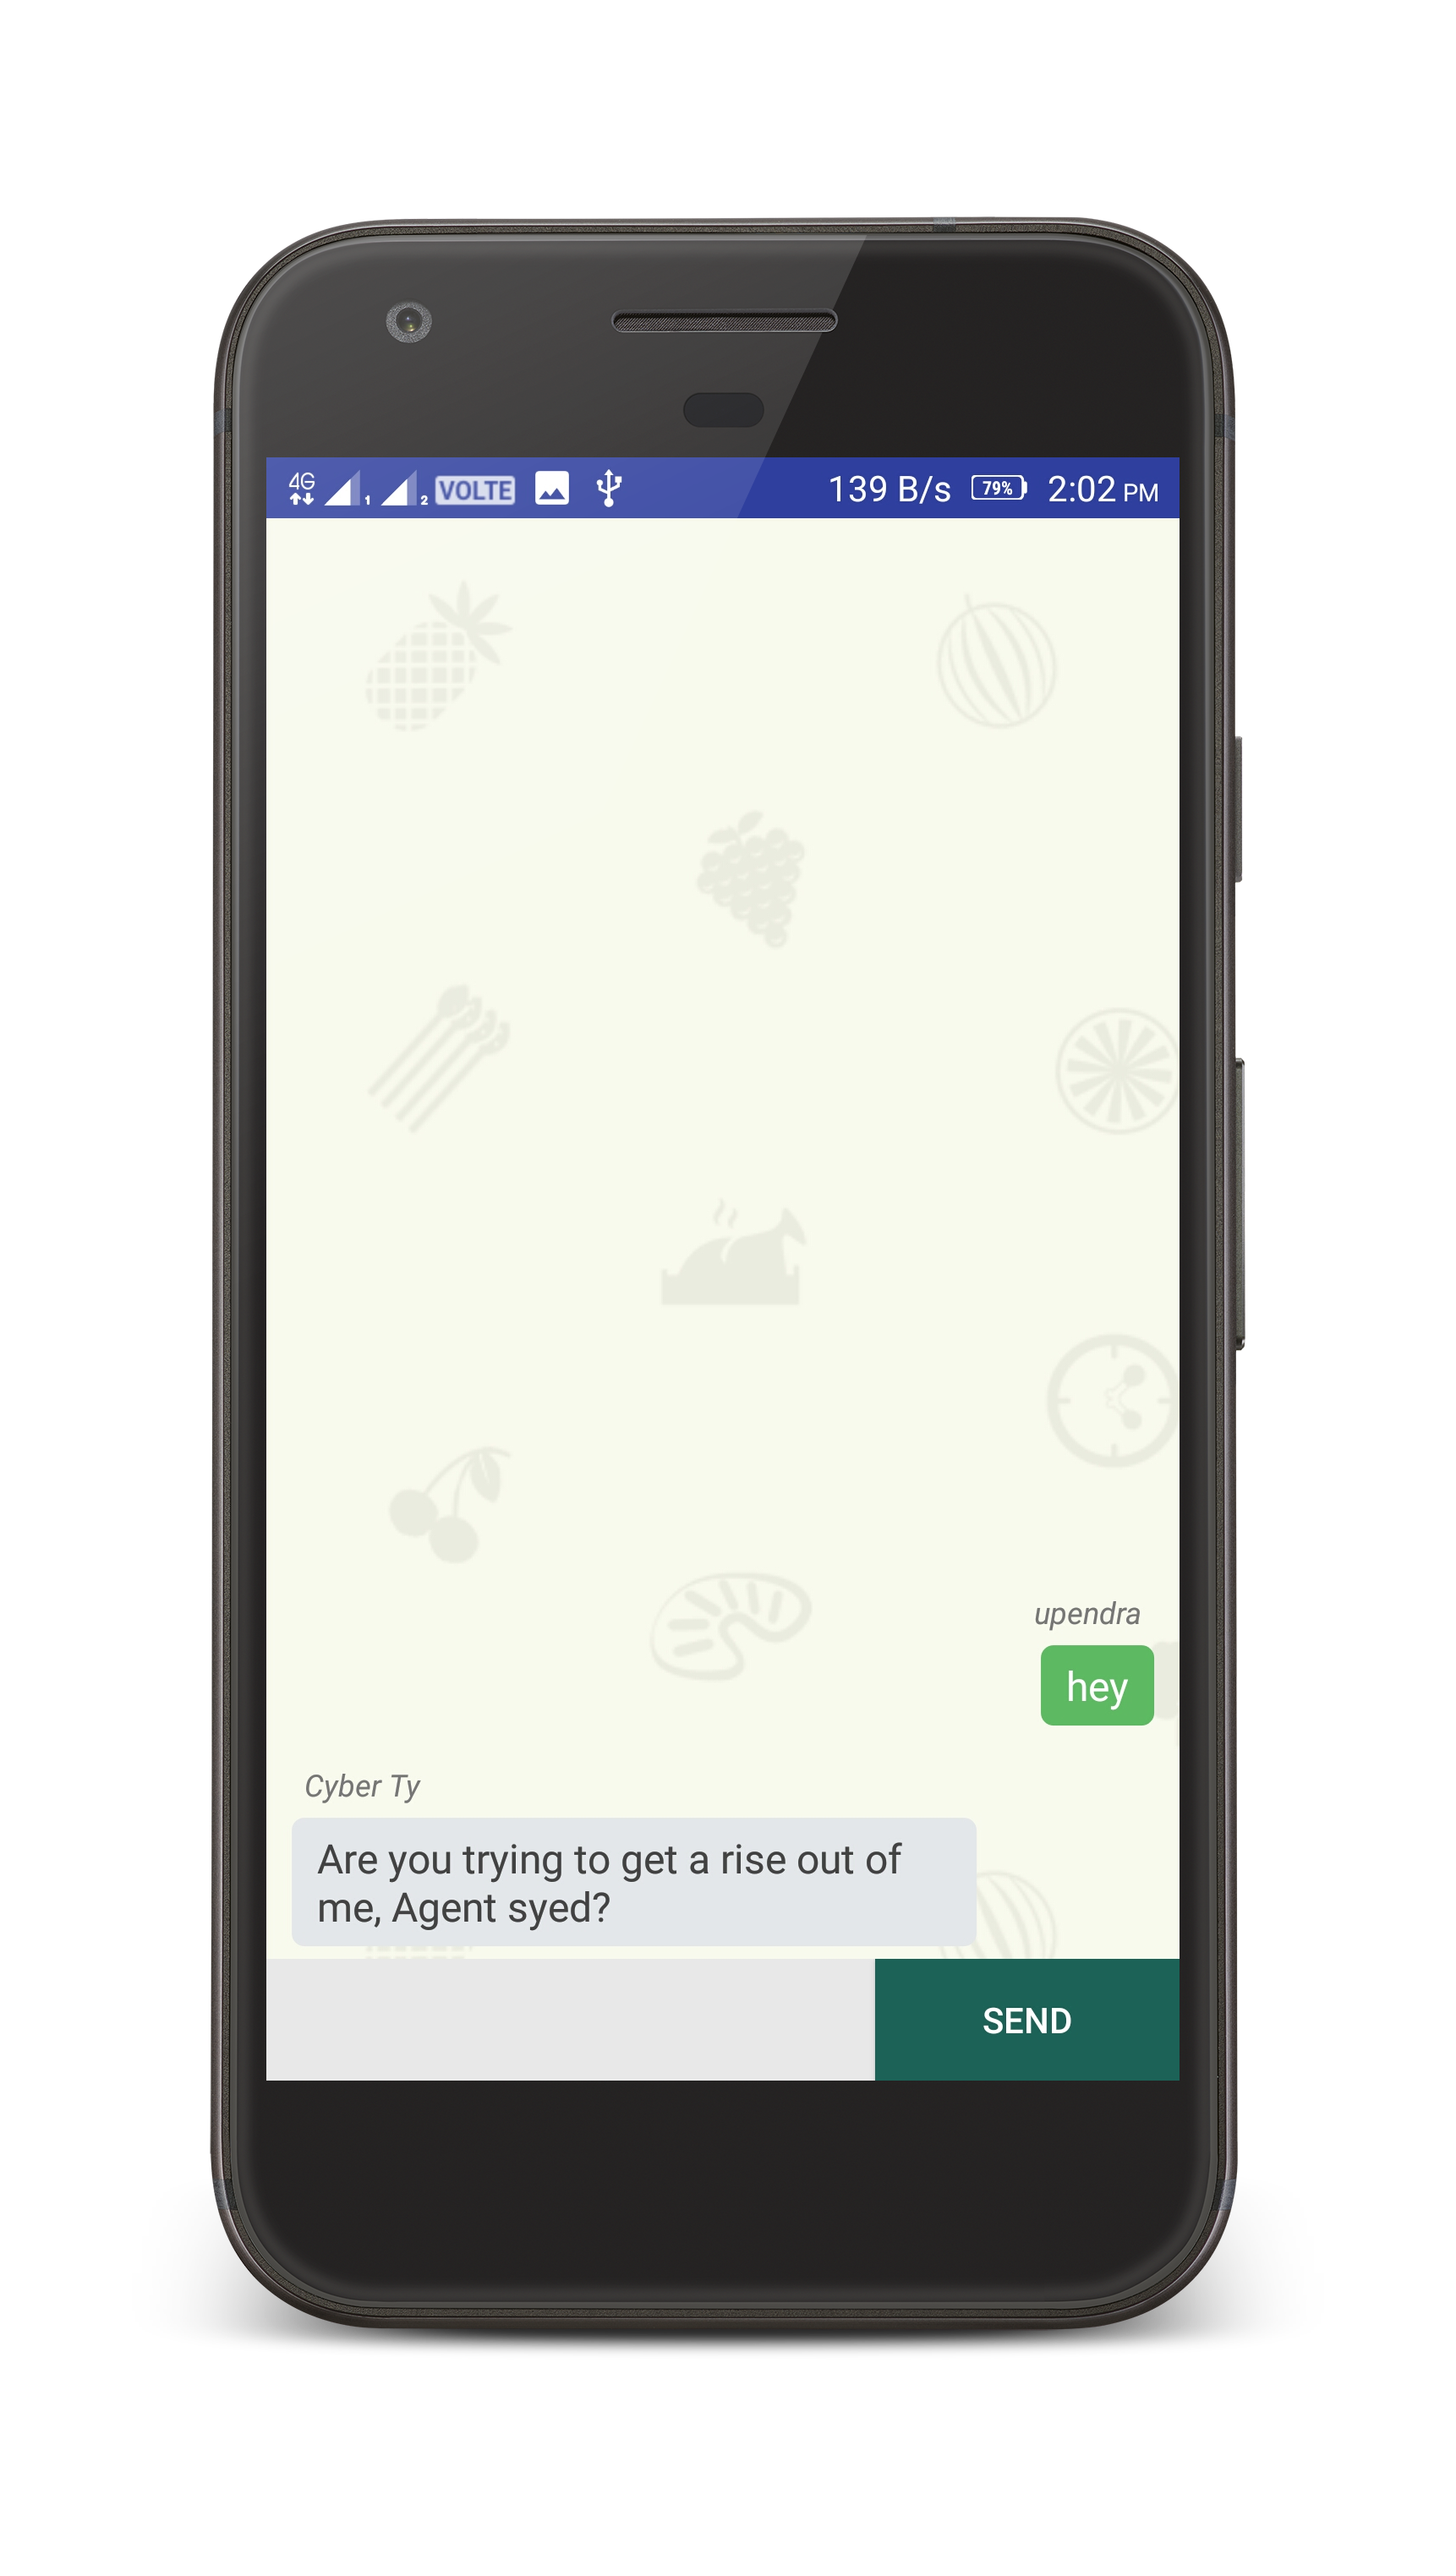 4G 1 2 VOLTE 139 B/s 79% 2:02 PM
upendra
hey
Cyber Ty
Are you trying to get a rise out of
me, Agent syed?
SEND